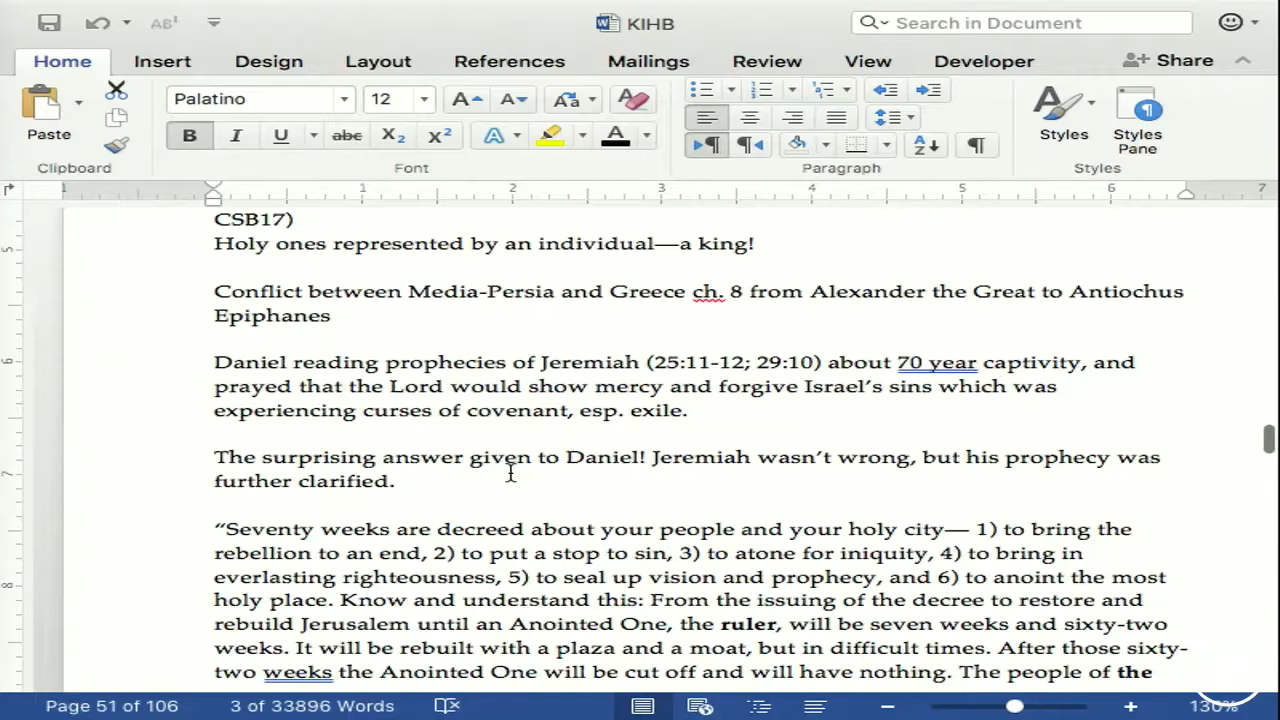 KIHB
Search in Document
Home Insert Design Layout References Mailings Review View Developer Share
Paste
Palatino 12
Styles Styles Pane
Clipboard Font Paragraph Styles
1 1 2 3 4 5 6 7
CSB17)
Holy ones represented by an individual—a king!
Conflict between Media-Persia and Greece ch. 8 from Alexander the Great to Antiochus
Epiphanes
Daniel reading prophecies of Jeremiah (25:11-12; 29:10) about 70 year captivity, and
prayed that the Lord would show mercy and forgive Israel’s sins which was
experiencing curses of covenant, esp. exile.
The surprising answer given to Daniel! Jeremiah wasn’t wrong, but his prophecy was
further clarified.
“Seventy weeks are decreed about your people and your holy city— 1) to bring the
rebellion to an end, 2) to put a stop to sin, 3) to atone for iniquity, 4) to bring in
everlasting righteousness, 5) to seal up vision and prophecy, and 6) to anoint the most
holy place. Know and understand this: From the issuing of the decree to restore and
rebuild Jerusalem until an Anointed One, the ruler, will be seven weeks and sixty-two
weeks. It will be rebuilt with a plaza and a moat, but in difficult times. After those sixty-
two weeks the Anointed One will be cut off and will have nothing. The people of the
Page 51 of 106 3 of 33896 Words 130%